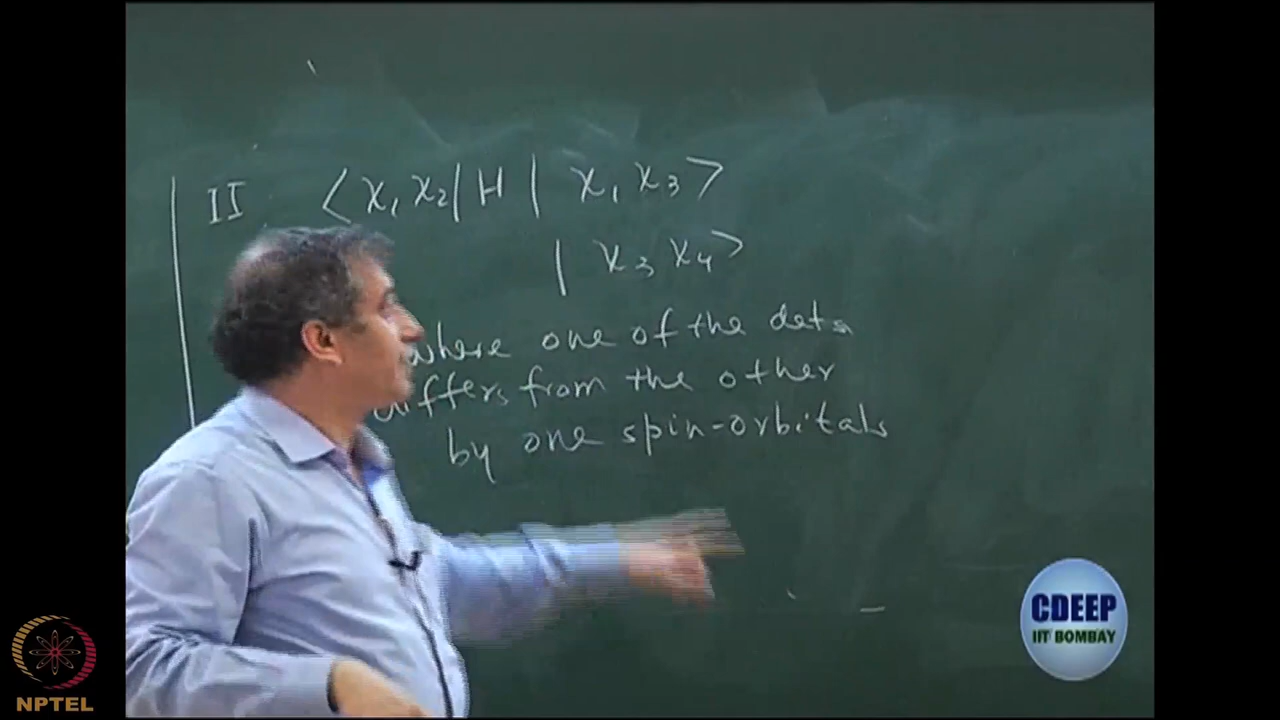 II ⟨χ₁ χ₂ | H | χ₁ χ₃⟩
| χ₃ χ₄⟩
where one of the dets
differs from the other
by one spin-orbitals
CDEEP
IIT BOMBAY
NPTEL